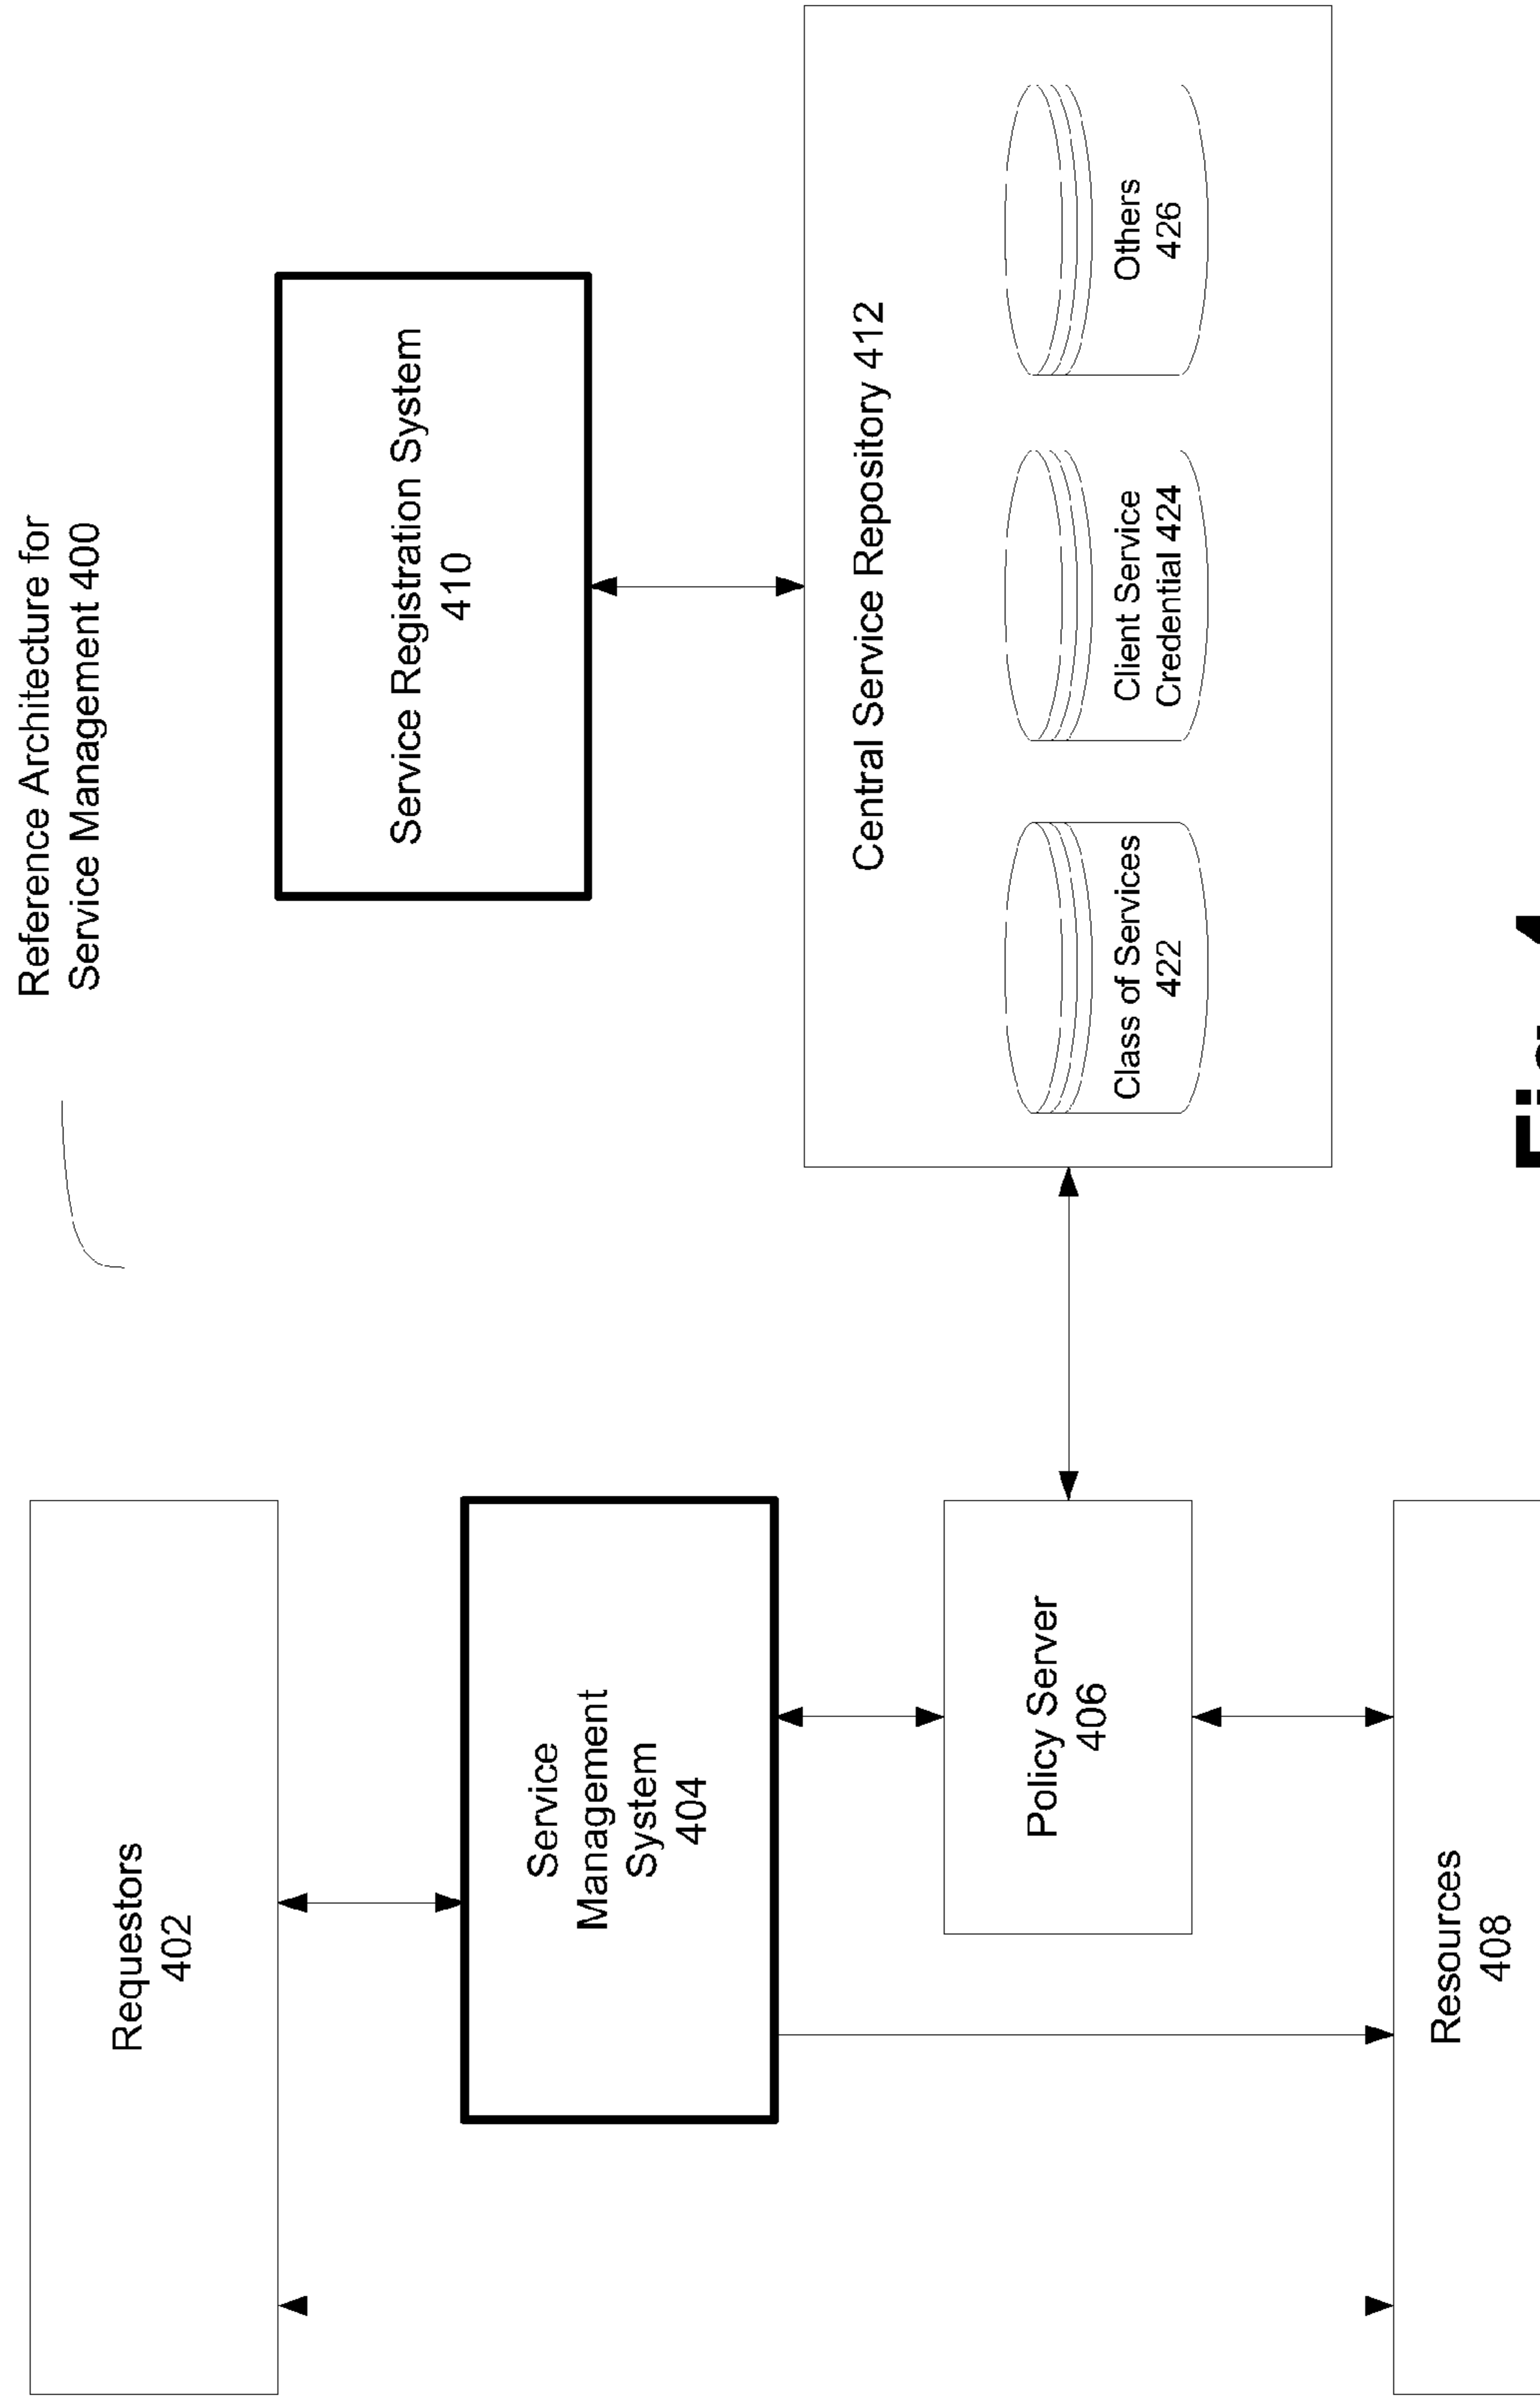 Reference Architecture for
Service Management 400
Requestors
402
Service
Management
System
404
Policy Server
406
Resources
408
Service Registration System
410
Central Service Repository 412
Class of Services
422
Client Service
Credential 424
Others
426